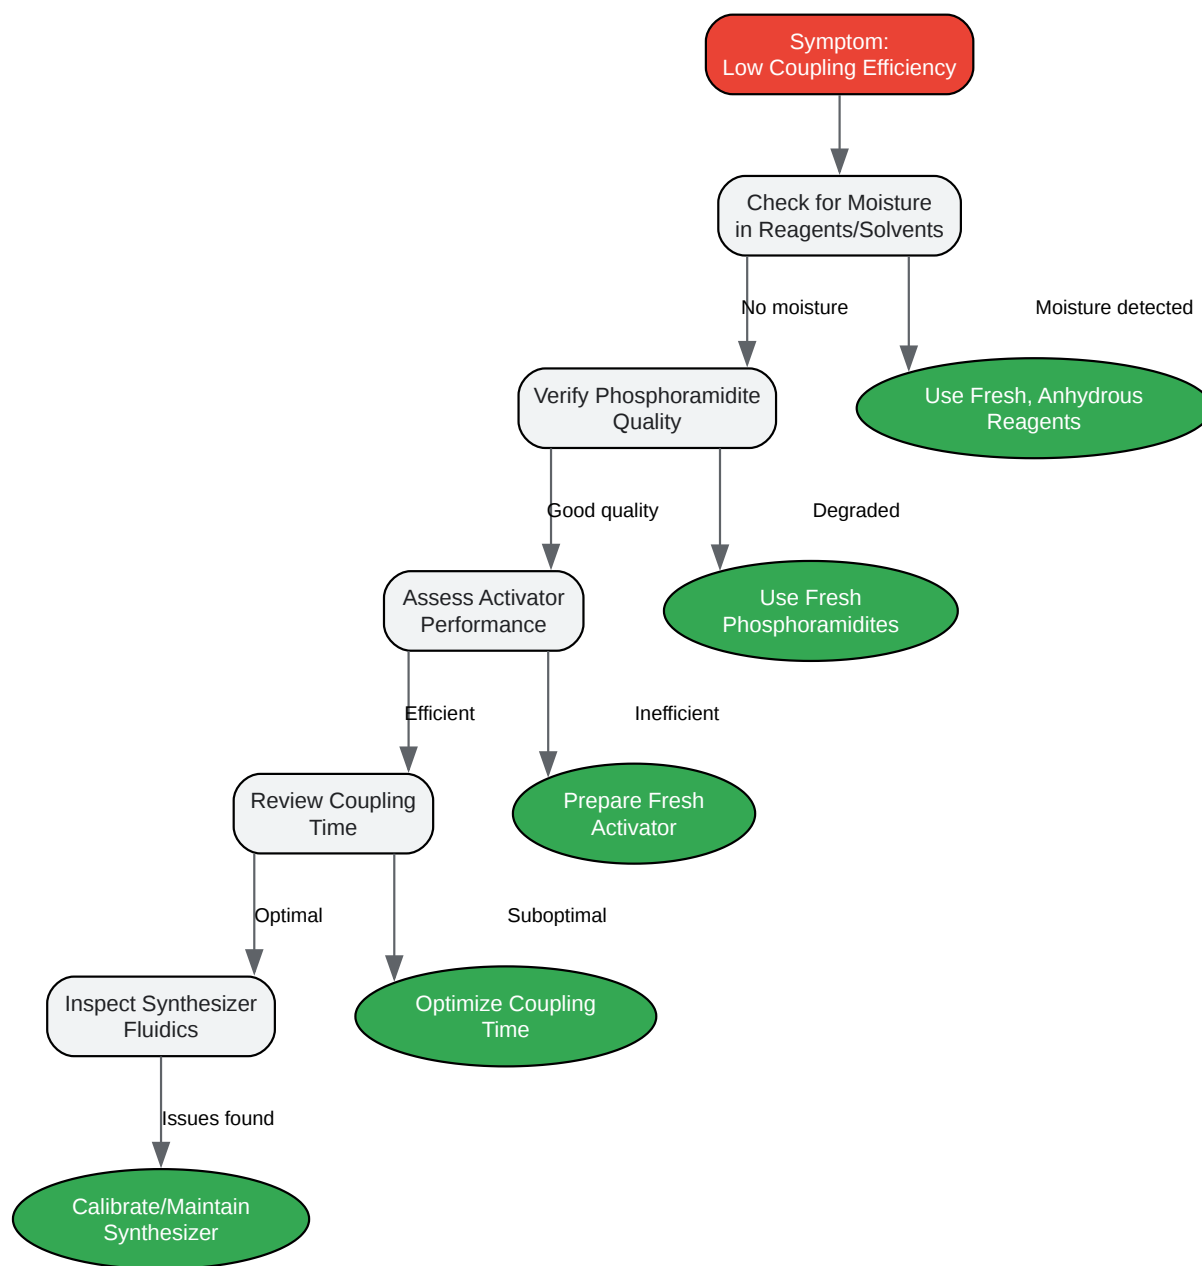 Symptom:
Low Coupling Efficiency
Check for Moisture
in Reagents/Solvents
No moisture
Moisture detected
Verify Phosphoramidite
Quality
Use Fresh, Anhydrous
Reagents
Good quality
Degraded
Assess Activator
Performance
Use Fresh
Phosphoramidites
Efficient
Inefficient
Review Coupling
Time
Prepare Fresh
Activator
Optimal
Suboptimal
Inspect Synthesizer
Fluidics
Optimize Coupling
Time
Issues found
Calibrate/Maintain
Synthesizer